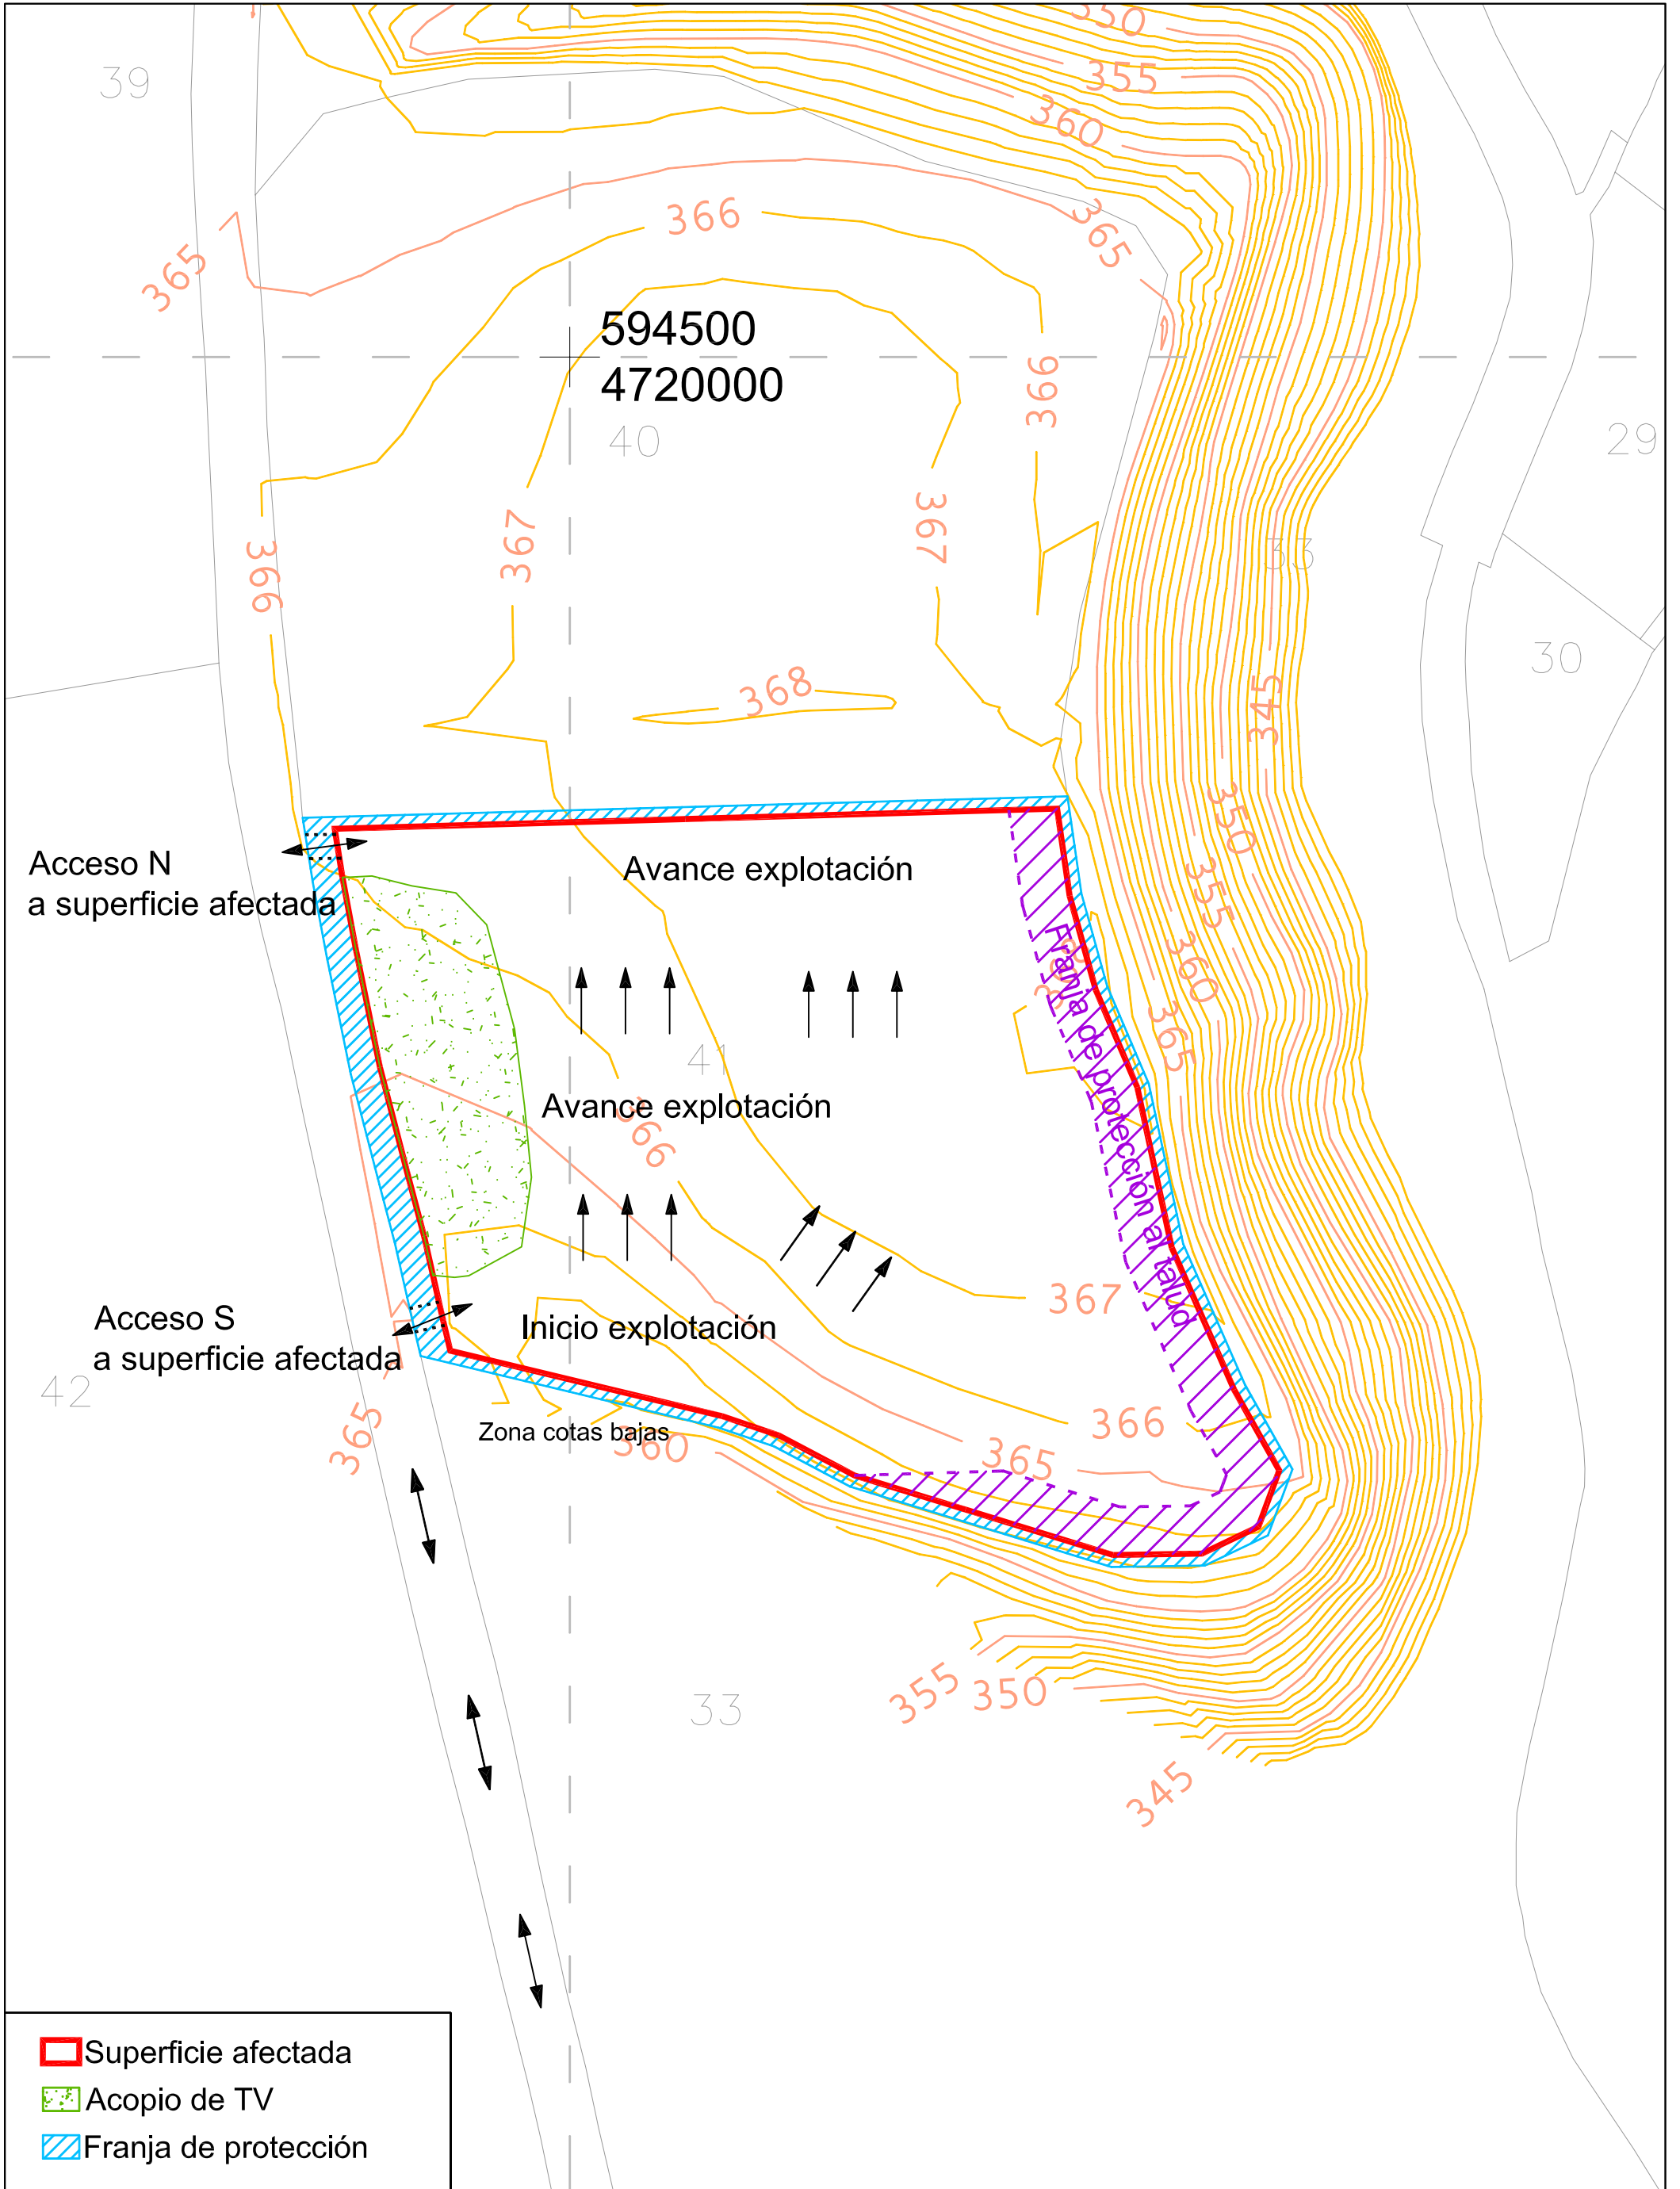 39
350
355
360
366
365
365
594500
4720000
366
40
29
367
367
33
366
30
368
345
350
Acceso N
a superficie afectada
Avance explotación
355
360
Franja de protección al talud
365
41
Avance explotación
366
367
Acceso S
a superficie afectada
Inicio explotación
42
365
Zona cotas bajas
360
366
365
355
350
33
345
Superficie afectada
Acopio de TV
Franja de protección